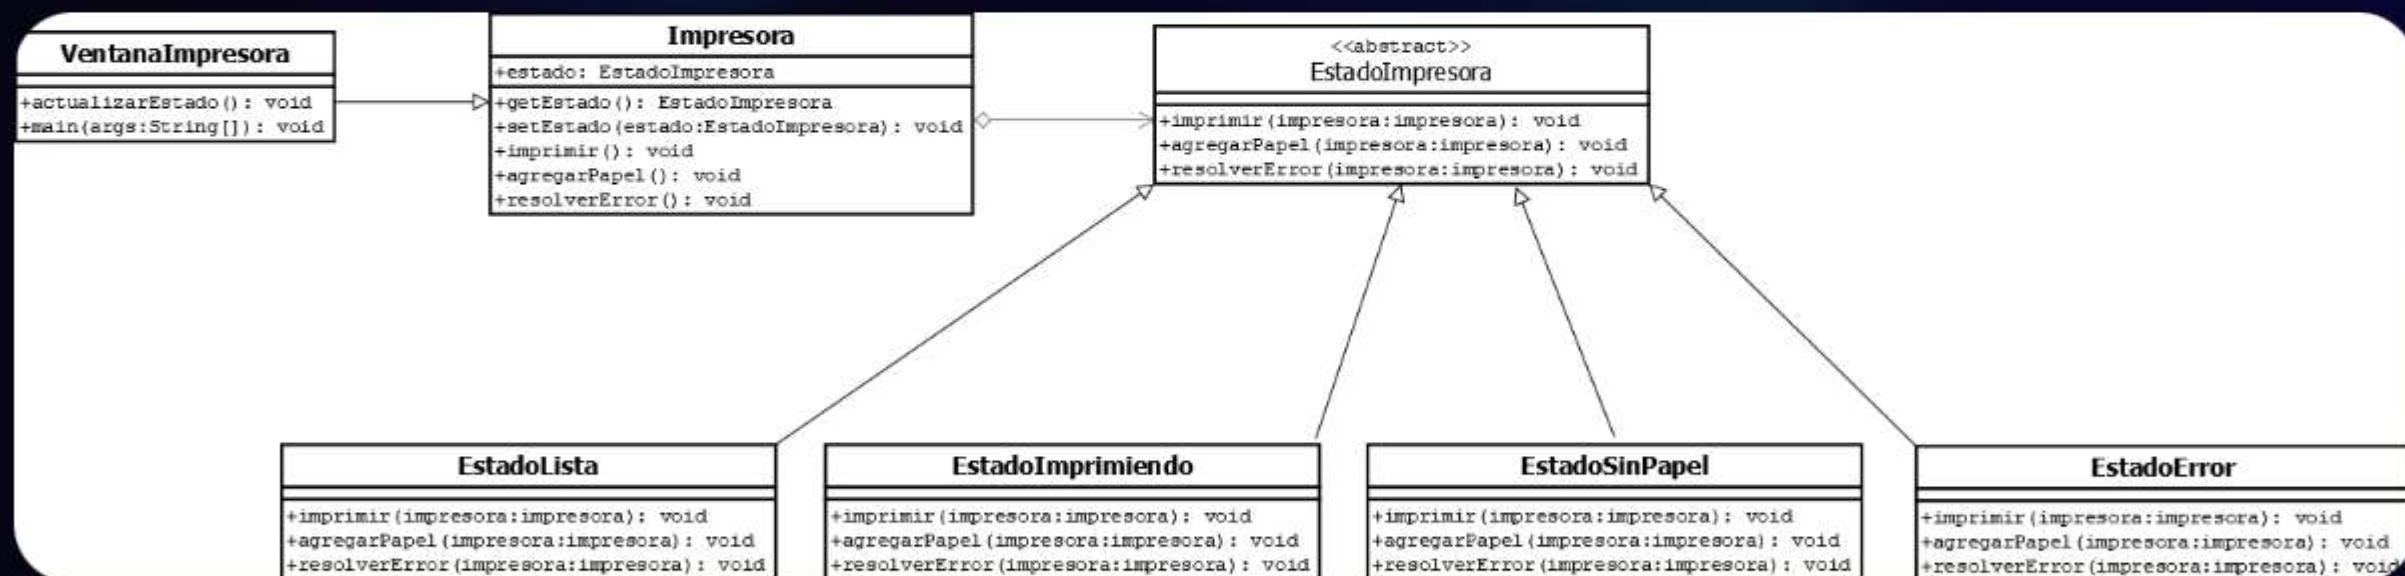 VentanaImpresora
+actualizarEstado(): void
+main(args:String[]): void
Impresora
+estado: EstadoImpresora
+getEstado(): EstadoImpresora
+setEstado(estado:EstadoImpresora): void
+imprimir(): void
+agregarPapel(): void
+resolverError(): void
<<abstract>>
EstadoImpresora
+imprimir(impresora:impresora): void
+agregarPapel(impresora:impresora): void
+resolverError(impresora:impresora): void
EstadoLista
+imprimir(impresora:impresora): void
+agregarPapel(impresora:impresora): void
+resolverError(impresora:impresora): void
EstadoImprimiendo
+imprimir(impresora:impresora): void
+agregarPapel(impresora:impresora): void
+resolverError(impresora:impresora): void
EstadoSinPapel
+imprimir(impresora:impresora): void
+agregarPapel(impresora:impresora): void
+resolverError(impresora:impresora): void
EstadoError
+imprimir(impresora:impresora): void
+agregarPapel(impresora:impresora): void
+resolverError(impresora:impresora): void